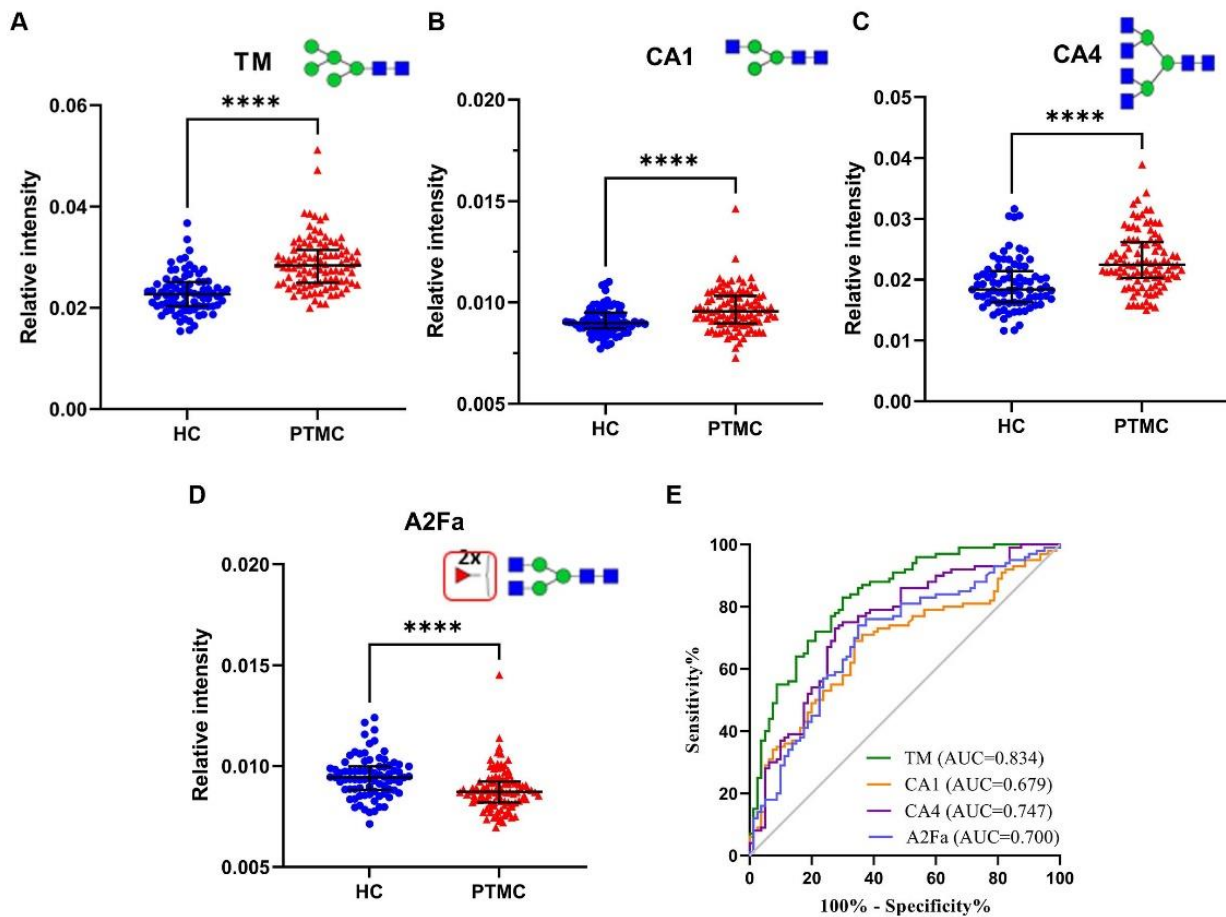 A
TM
****
Relative intensity
0.06
0.04
0.02
0.00
HC
PTMC
B
CA1
****
Relative intensity
0.020
0.015
0.010
0.005
HC
PTMC
C
CA4
****
Relative intensity
0.05
0.04
0.03
0.02
0.01
0.00
HC
PTMC
D
A2Fa
2x
****
Relative intensity
0.020
0.015
0.010
0.005
HC
PTMC
E
Sensitivity%
100
80
60
40
20
0
TM (AUC=0.834)
CA1 (AUC=0.679)
CA4 (AUC=0.747)
A2Fa (AUC=0.700)
0 20 40 60 80 100
100% - Specificity%